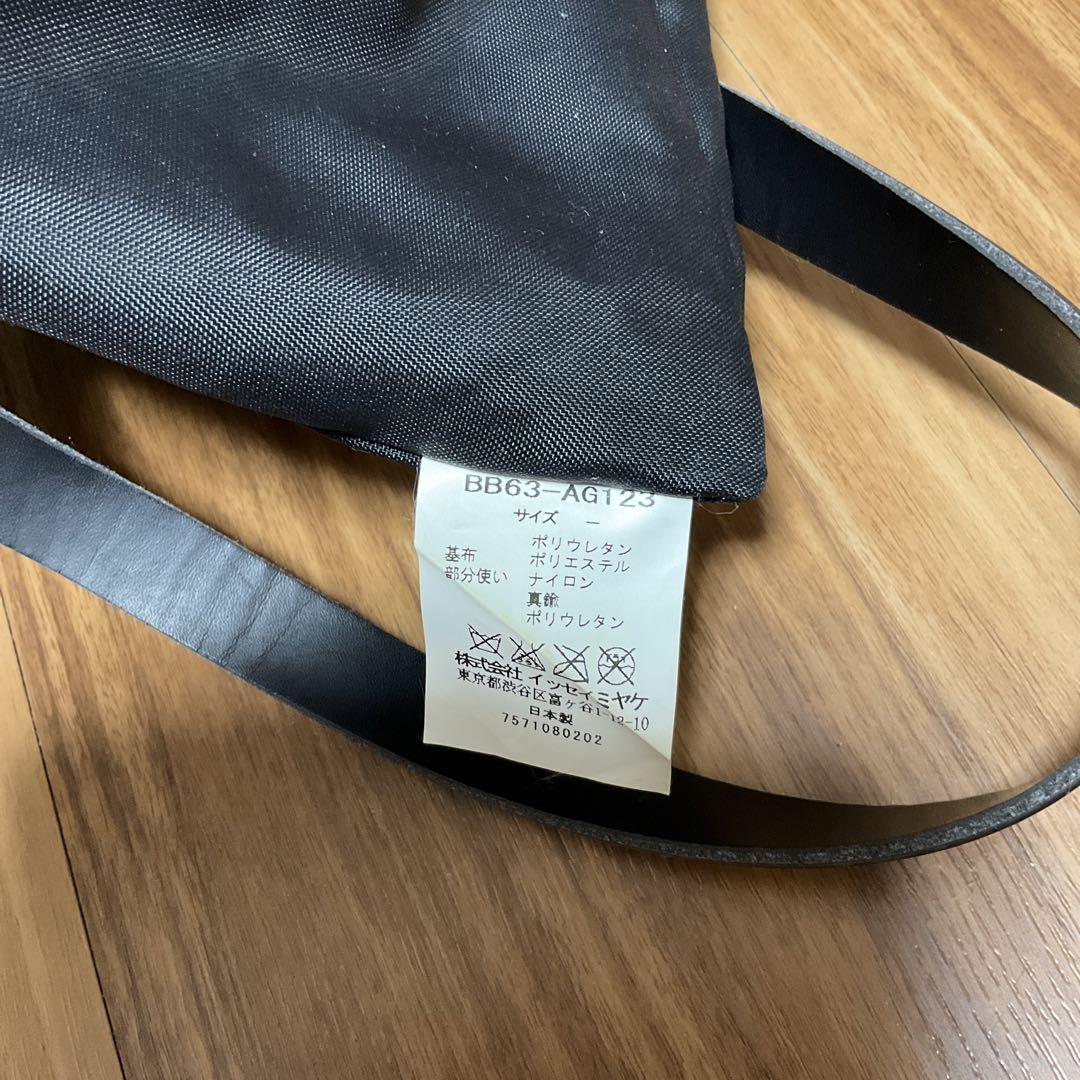 BB63-AG123
サイズ －
ポリウレタン
基布 ポリエステル
部分使い ナイロン
真鍮
ポリウレタン
株式会社 イッセイミヤケ
東京都渋谷区富ヶ谷1-12-10
日本製
7571080202